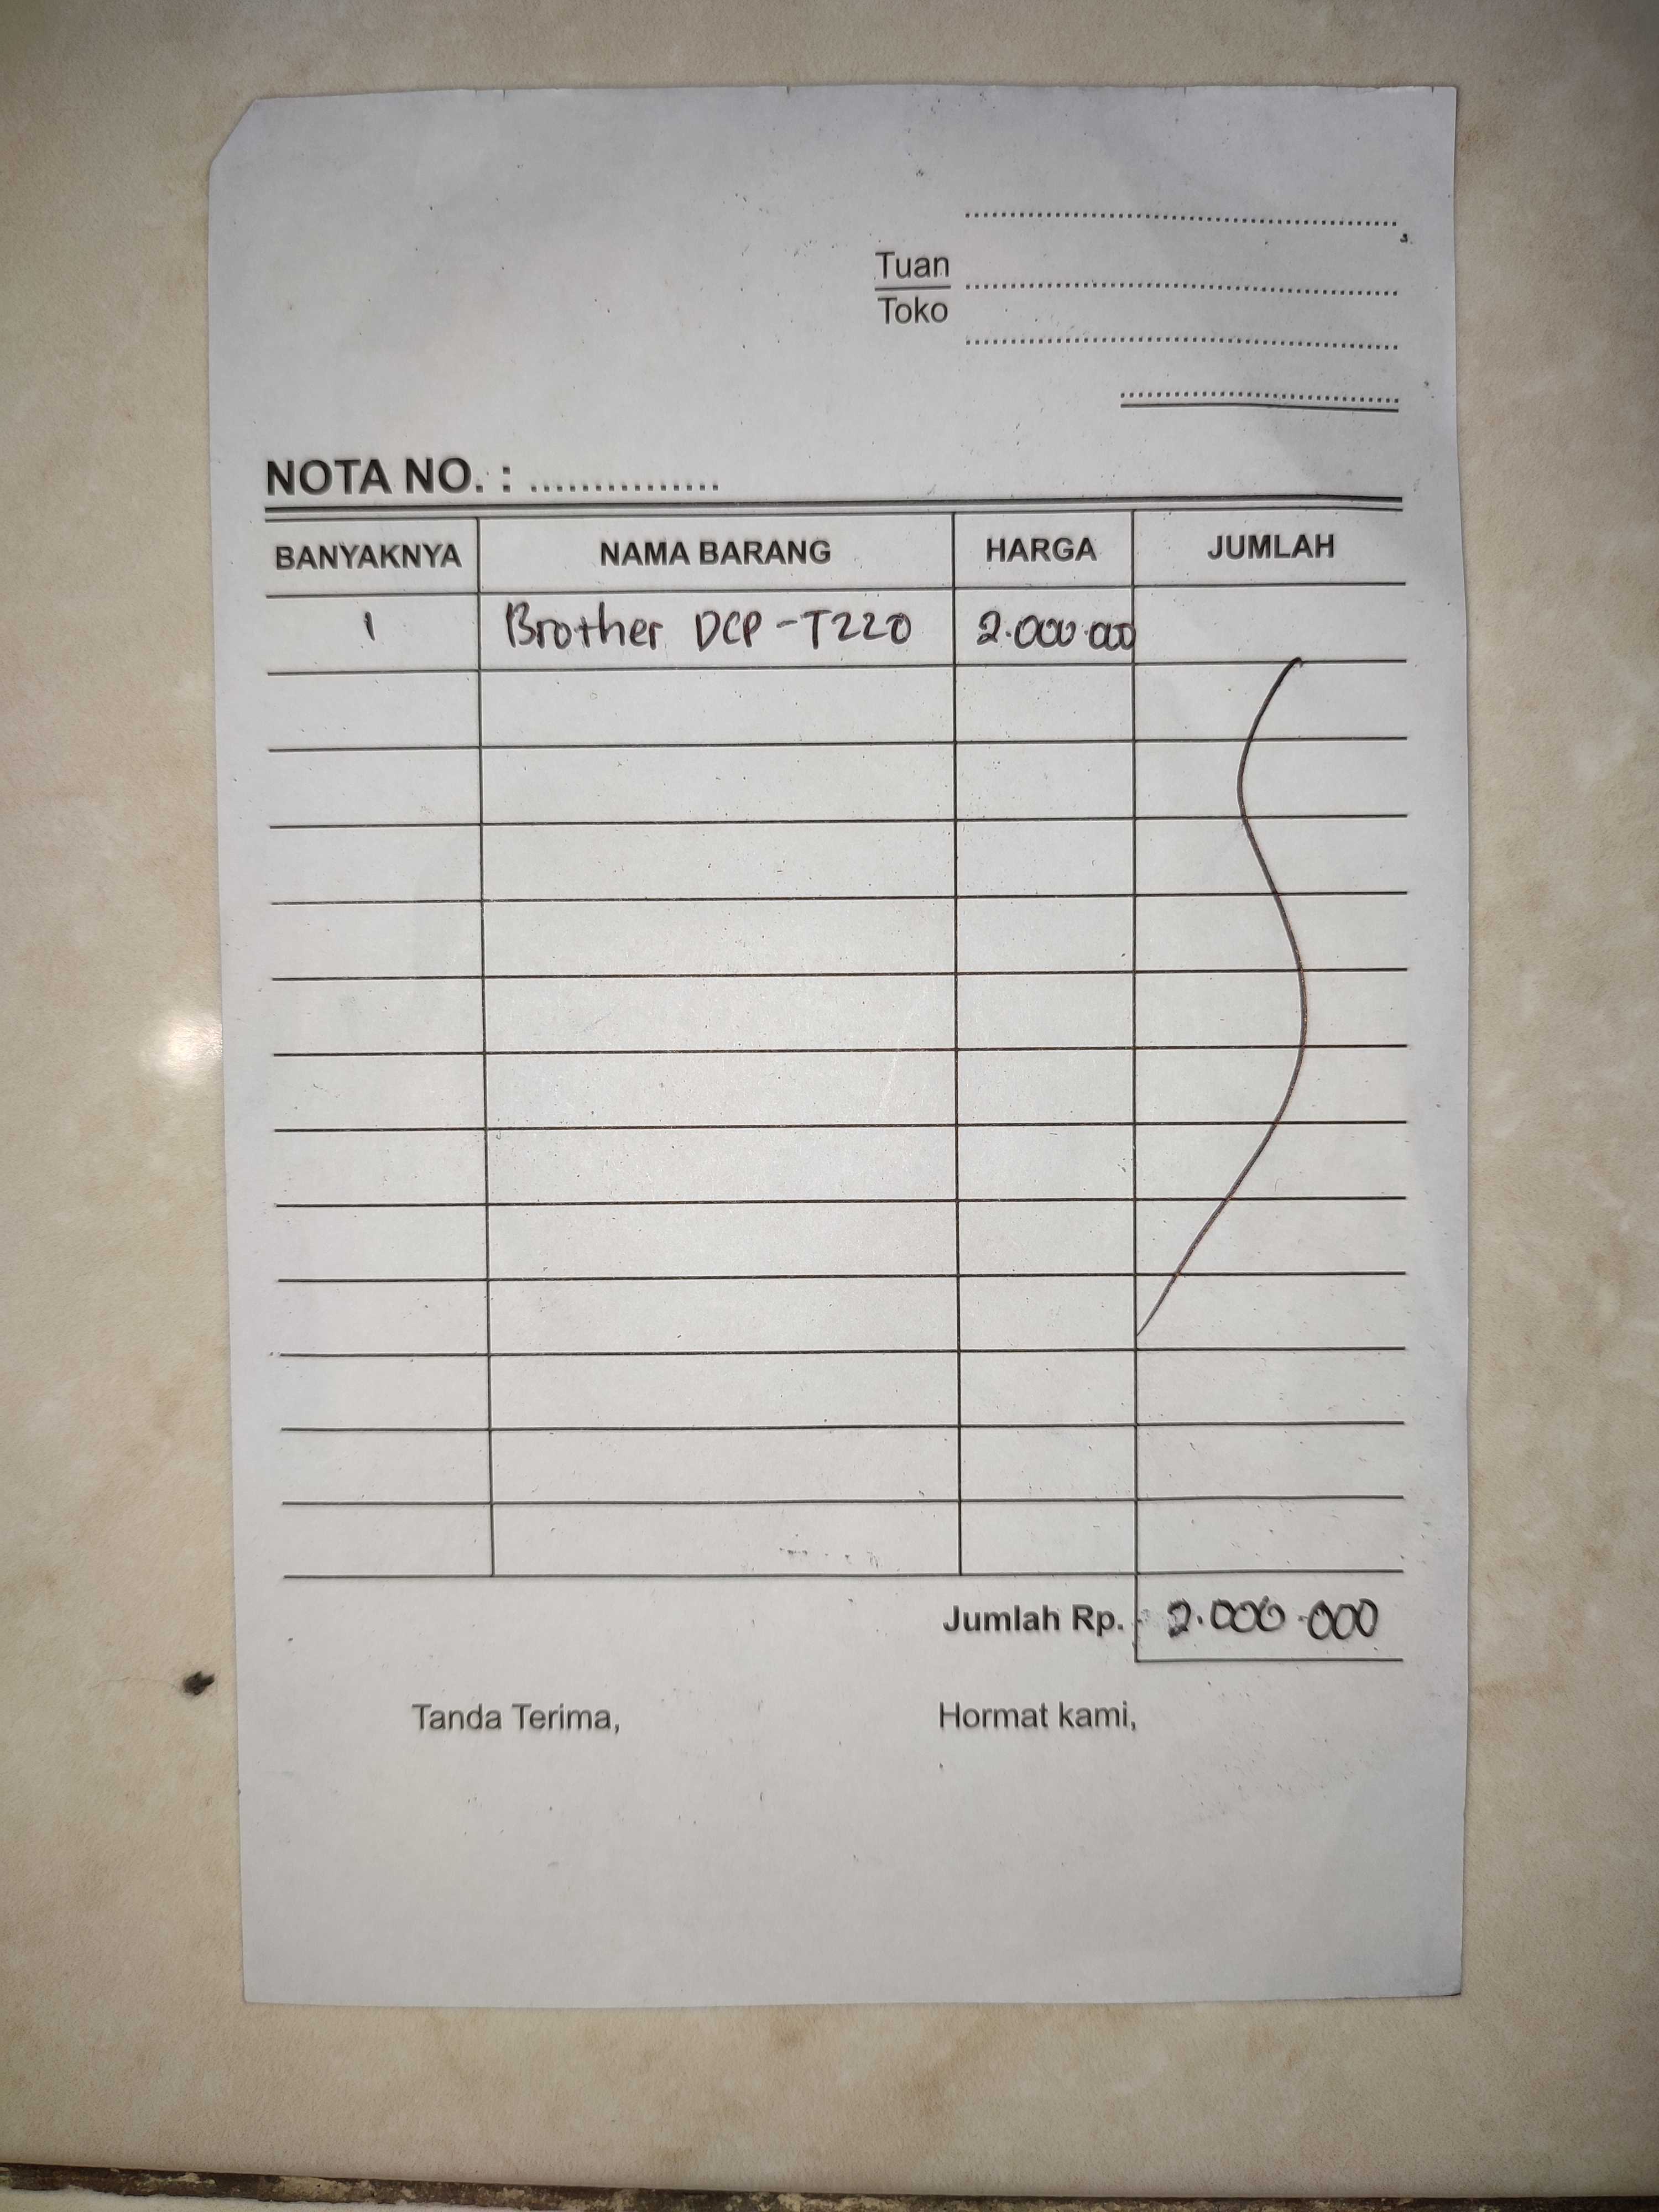 Tuan
Toko
NOTA NO. : ...............
BANYAKNYA NAMA BARANG HARGA JUMLAH
1 Brother DCP-T220 2.000.000
Jumlah Rp. 2.000.000
Tanda Terima, Hormat kami,